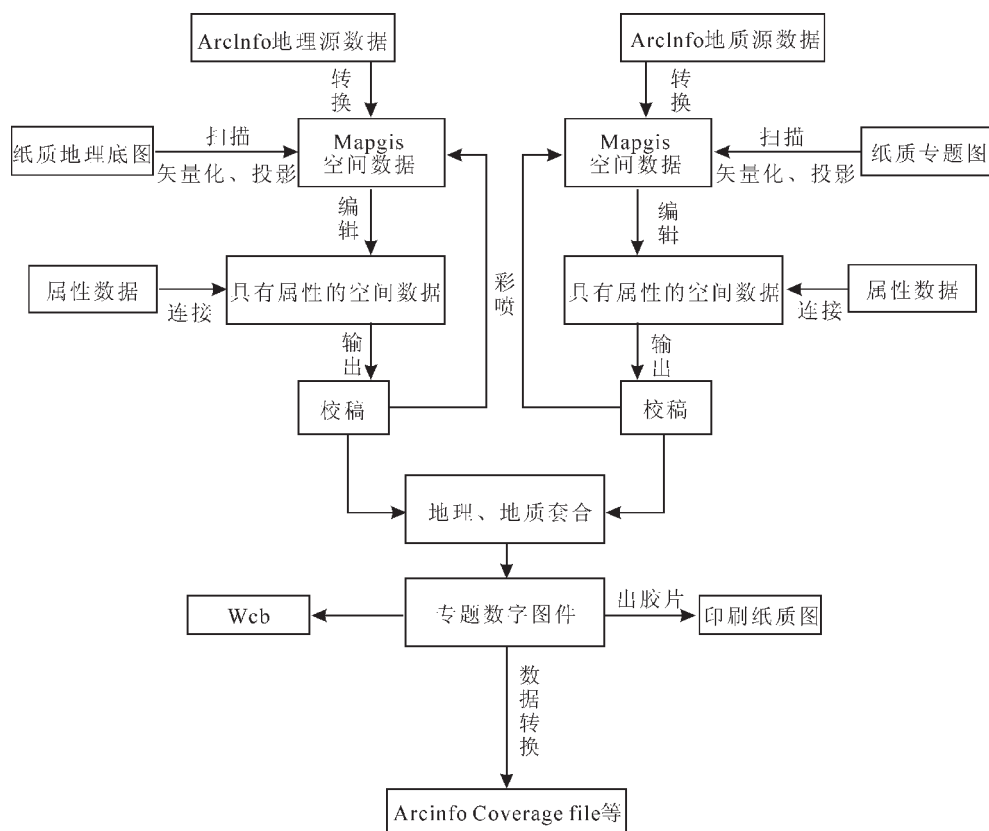 ArcInfo地理源数据
ArcInfo地质源数据
转换
转换
纸质地理底图
扫描
矢量化、投影
Mapgis
空间数据
Mapgis
空间数据
扫描
矢量化、投影
纸质专题图
编辑
编辑
属性数据
连接
具有属性的空间数据
彩喷
具有属性的空间数据
连接
属性数据
输出
输出
校稿
校稿
地理、地质套合
Web
专题数字图件
出胶片
印刷纸质图
数据转换
Arcinfo Coverage file等